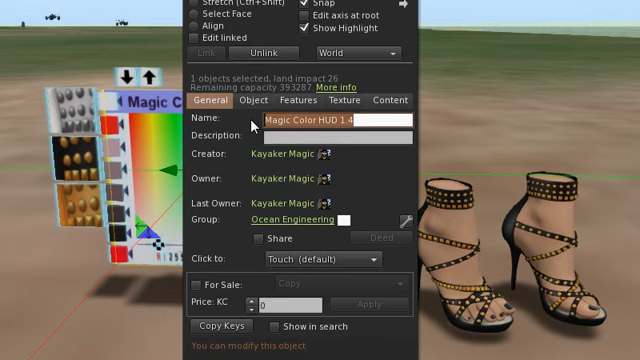 Stretch (Ctrl+Shift)
Snap
Select Face
Edit axis at root
Align
Show Highlight
Edit linked
Link
Unlink
World
1 objects selected, land impact 26
Remaining capacity 393287. More info
General
Object
Features
Texture
Content
Name:
Magic Color HUD 1.4
Description:
Creator:
Kayaker Magic
Owner:
Kayaker Magic
Last Owner:
Kayaker Magic
Group:
Ocean Engineering
Share
Deed
Click to:
Touch (default)
For Sale:
Copy
Price: KC
0
Apply
Copy Keys
Show in search
You can modify this object
Magic C
R:255